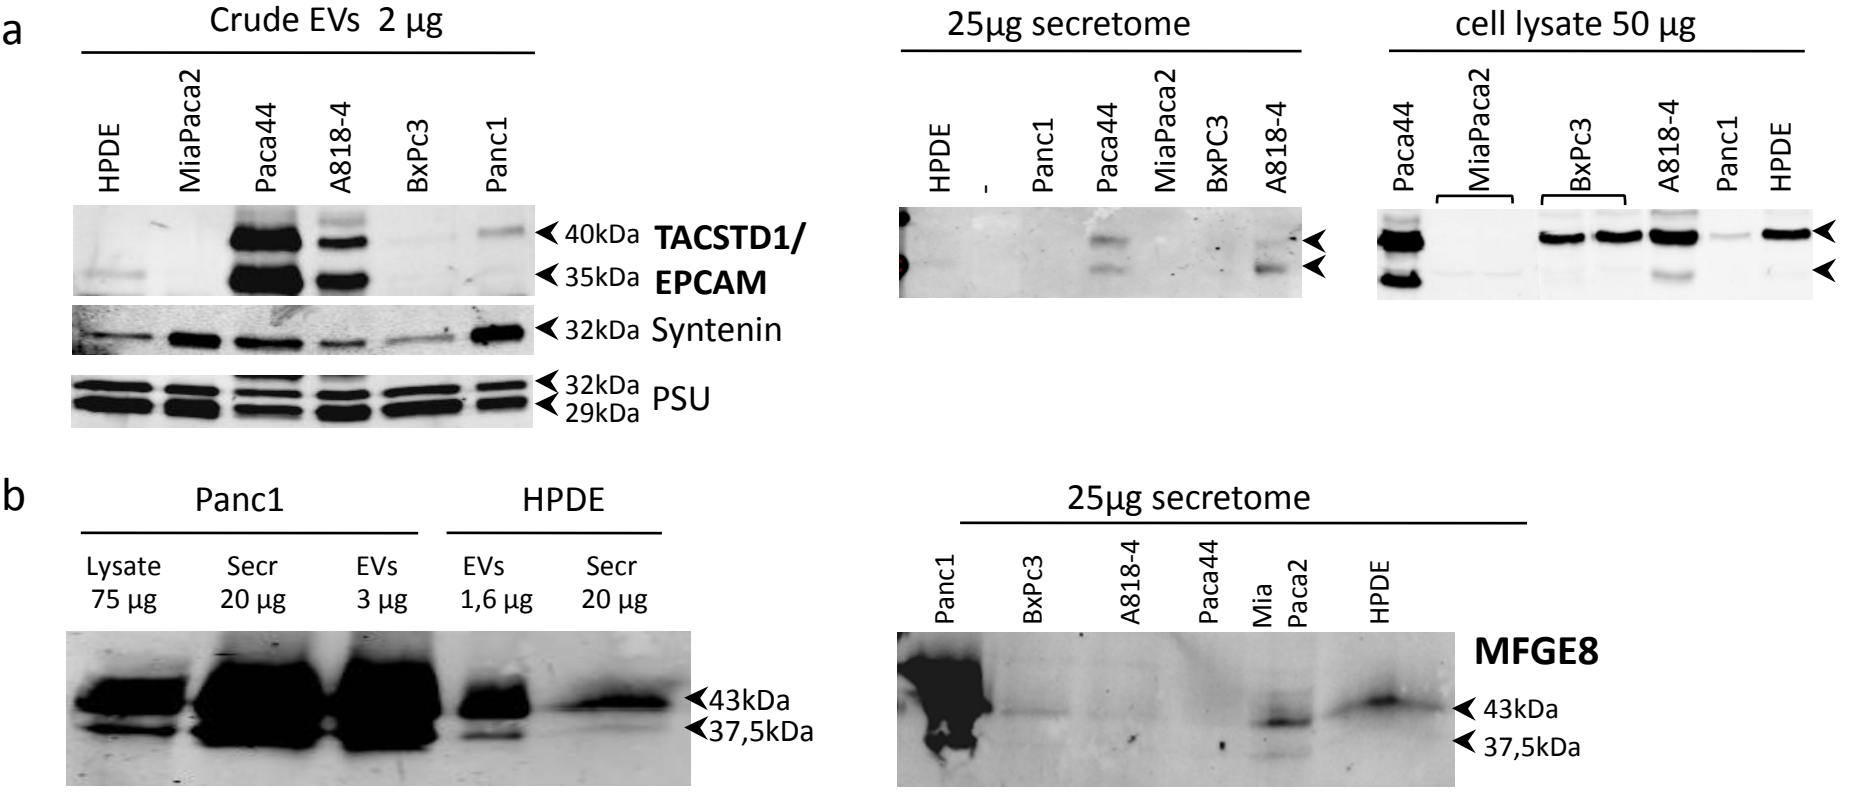 a
Crude EVs 2 µg
HPDE
MiaPaca2
Paca44
A818-4
BxPc3
Panc1
40kDa
35kDa
TACSTD1/
EPCAM
32kDa
Syntenin
32kDa
29kDa
PSU
25µg secretome
HPDE
-
Panc1
Paca44
MiaPaca2
BxPC3
A818-4
cell lysate 50 µg
Paca44
MiaPaca2
BxPc3
A818-4
Panc1
HPDE
b
Panc1
HPDE
Lysate
75 µg
Secr
20 µg
EVs
3 µg
EVs
1,6 µg
Secr
20 µg
43kDa
37,5kDa
25µg secretome
Panc1
BxPc3
A818-4
Paca44
Mia
Paca2
HPDE
MFGE8
43kDa
37,5kDa